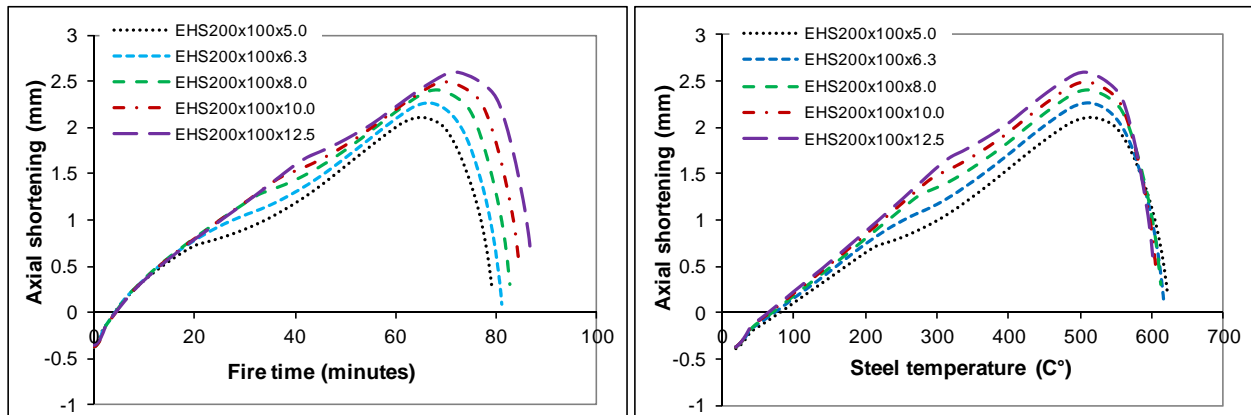 EHS200x100x5.0
EHS200x100x6.3
EHS200x100x8.0
EHS200x100x10.0
EHS200x100x12.5
Axial shortening (mm)
3
2.5
2
1.5
1
0.5
0
-0.5
-1
0 20 40 60 80 100
Fire time (minutes)
EHS200x100x5.0
EHS200x100x6.3
EHS200x100x8.0
EHS200x100x10.0
EHS200x100x12.5
Axial shortening (mm)
3
2.5
2
1.5
1
0.5
0
-0.5
-1
0 100 200 300 400 500 600 700
Steel temperature (C°)